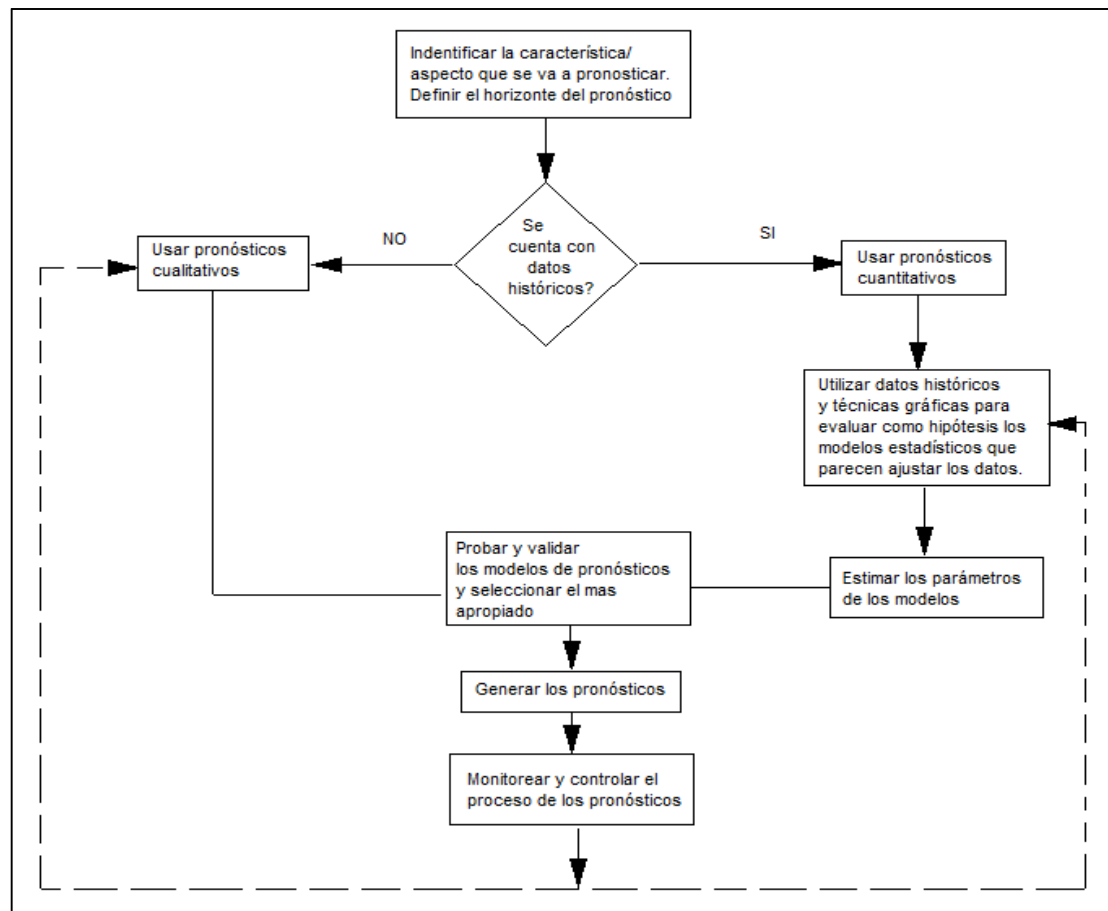 Indentificar la característica/
aspecto que se va a pronosticar.
Definir el horizonte del pronóstico
Se
cuenta con
datos
históricos?
NO
SI
Usar pronósticos
cualitativos
Usar pronósticos
cuantitativos
Utilizar datos históricos
y técnicas gráficas para
evaluar como hipótesis los
modelos estadísticos que
parecen ajustar los datos.
Estimar los parámetros
de los modelos
Probar y validar
los modelos de pronósticos
y seleccionar el mas
apropiado
Generar los pronósticos
Monitorear y controlar el
proceso de los pronósticos